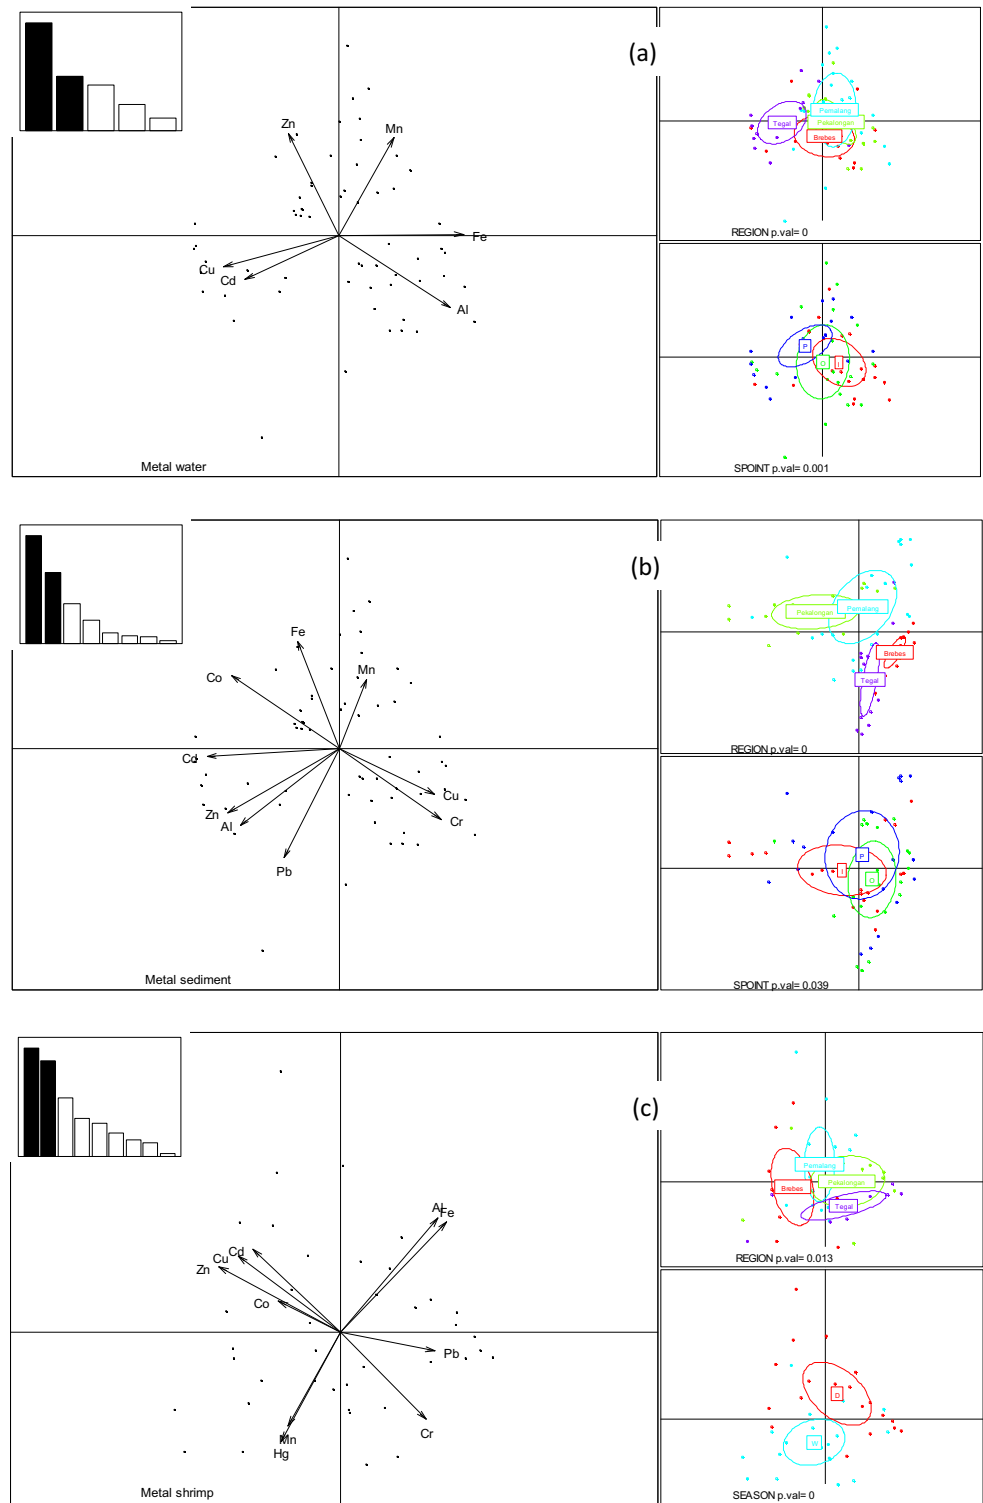 (a)
Zn
Mn
Fe
Cu
Cd
Al
Metal water
Pemalang
Tegal
Pekalongan
Brebes
REGION p.val= 0
P
O
I
SPOINT p.val= 0.001
(b)
Fe
Mn
Co
Cd
Cu
Zn
Al
Cr
Pb
Metal sediment
Pekalongan
Pemalang
Brebes
Tegal
REGION p.val= 0
P
I
O
SPOINT p.val= 0.039
(c)
Al
Fe
Cd
Cu
Zn
Co
Pb
Mn
Cr
Hg
Metal shrimp
Pemalang
Pekalongan
Brebes
Tegal
REGION p.val= 0.013
D
W
SEASON p.val= 0